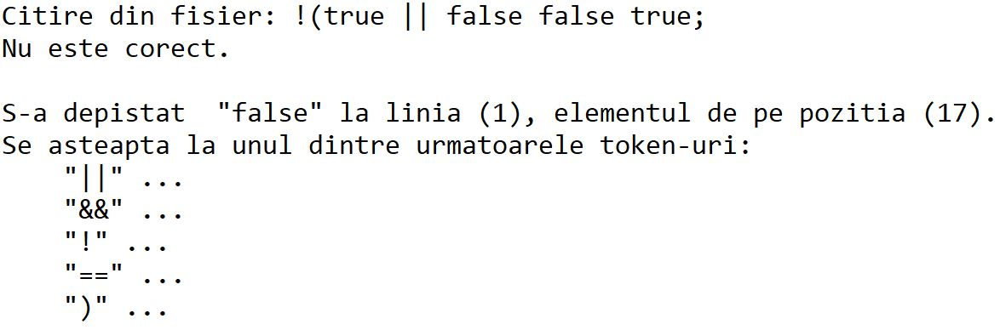 Citire din fisier: !(true || false false true;
Nu este corect.
S-a depistat  "false" la linia (1), elementul de pe pozitia (17).
Se asteapta la unul dintre urmatoarele token-uri:
    "||" ...
    "&&" ...
    "!" ...
    "==" ...
    ")" ...